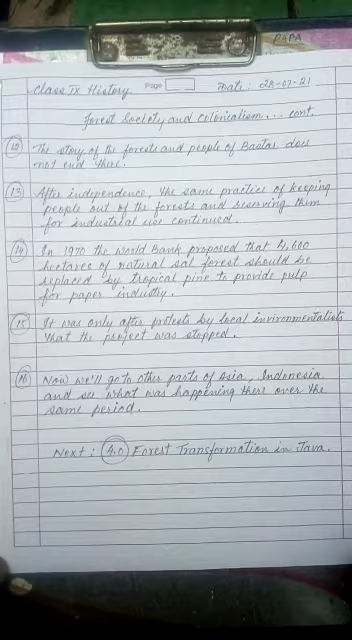 Class IX History Page Date: 28-07-21
Forest Society and Colonialism... cont.
12 The story of the forests and people of Bastar does
not end there.
13 After independence, the same practice of keeping
people out of the forests and reserving them
for industrial use continued.
14 In 1970 the World Bank proposed that 4,600
hectares of natural sal forest should be
replaced by tropical pine to provide pulp
for paper industry.
15 It was only after protests by local invironmentalists
that the project was stopped.
16 Now we'll go to other parts of Asia, Indonesia
and see what was happening there over the
same period.
Next: 4.0 Forest Transformation in Java.